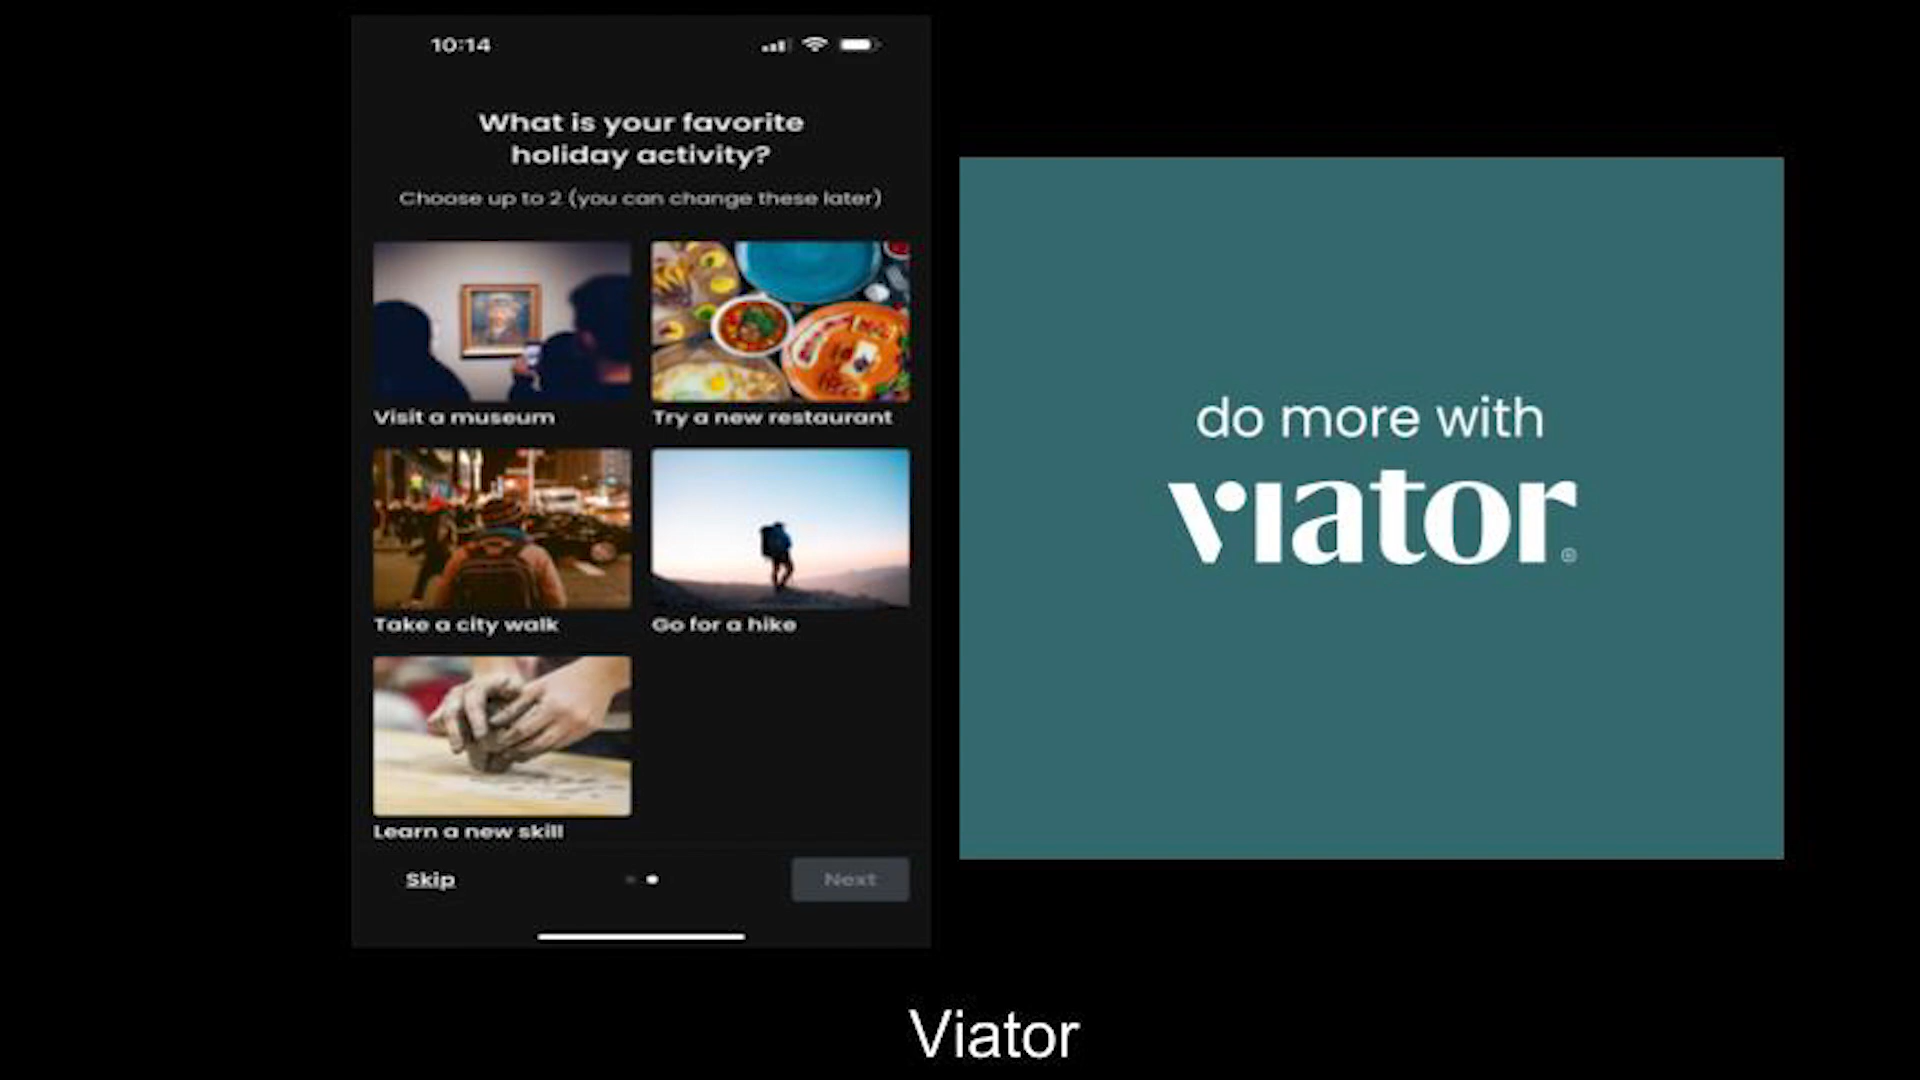 10:14
What is your favorite
holiday activity?
Choose up to 2 (you can change these later)
Visit a museum
Try a new restaurant
Take a city walk
Go for a hike
Learn a new skill
Skip
Next
do more with
viator®
Viator